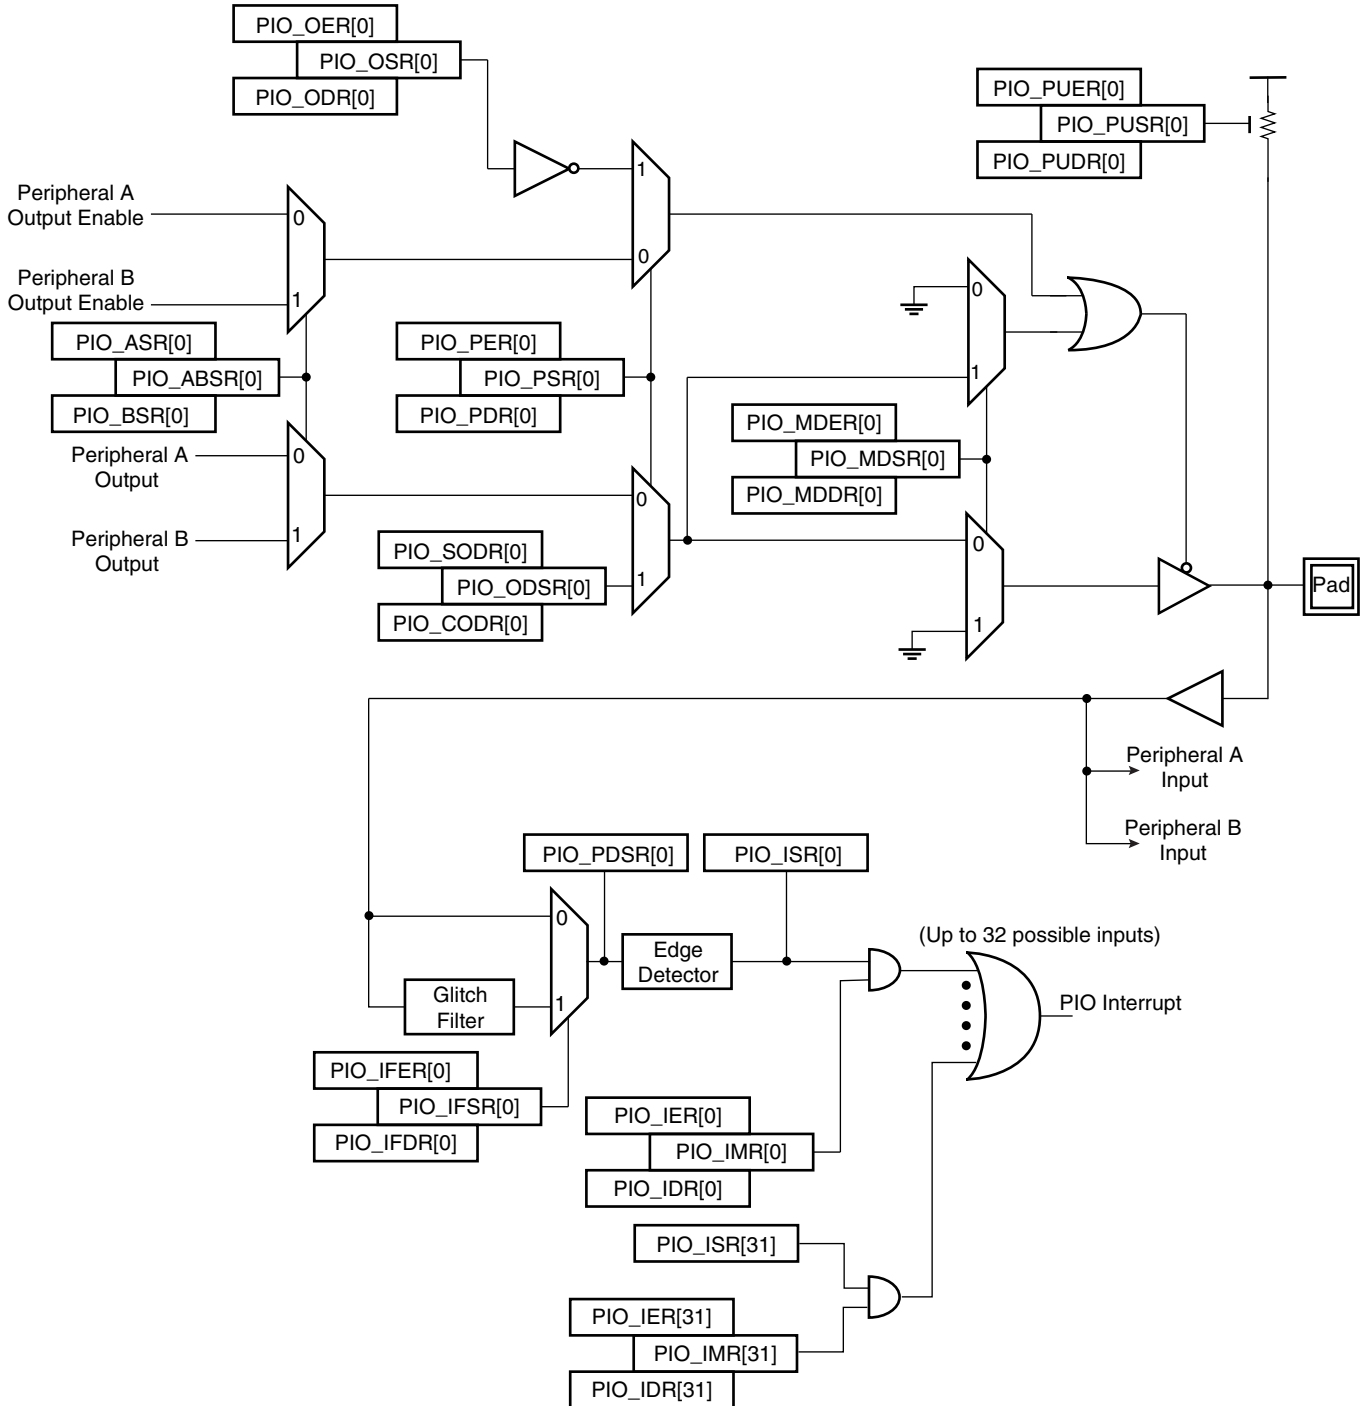 PIO_OER[0]
PIO_OSR[0]
PIO_ODR[0]
PIO_PUER[0]
PIO_PUSR[0]
PIO_PUDR[0]
1
0
Peripheral A
Output Enable
0
Peripheral B
Output Enable
1
0
1
PIO_ASR[0]
PIO_ABSR[0]
PIO_BSR[0]
PIO_PER[0]
PIO_PSR[0]
PIO_PDR[0]
PIO_MDER[0]
PIO_MDSR[0]
PIO_MDDR[0]
Peripheral A
Output
0
Peripheral B
Output
1
0
1
PIO_SODR[0]
PIO_ODSR[0]
PIO_CODR[0]
0
1
Pad
Peripheral A
Input
Peripheral B
Input
PIO_PDSR[0]
PIO_ISR[0]
0
1
Edge
Detector
Glitch
Filter
(Up to 32 possible inputs)
PIO Interrupt
PIO_IFER[0]
PIO_IFSR[0]
PIO_IFDR[0]
PIO_IER[0]
PIO_IMR[0]
PIO_IDR[0]
PIO_ISR[31]
PIO_IER[31]
PIO_IMR[31]
PIO_IDR[31]